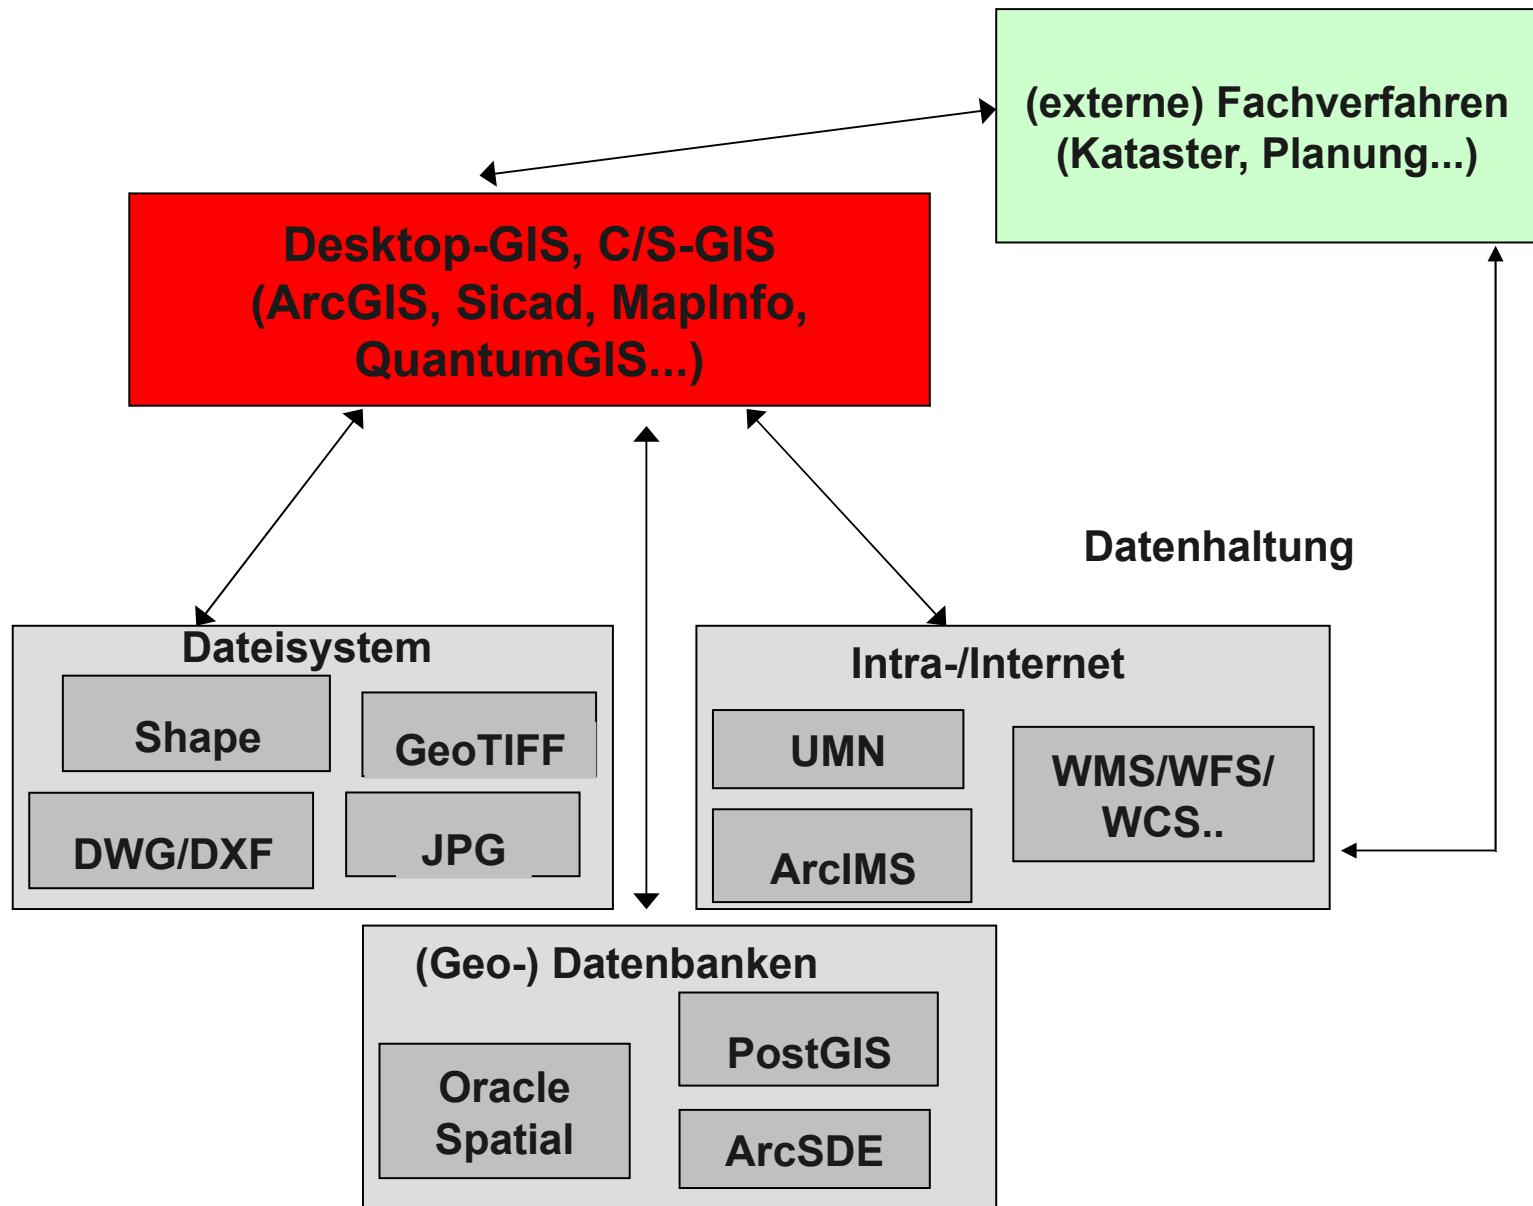 (externe) Fachverfahren
(Kataster, Planung...)
Desktop-GIS, C/S-GIS
(ArcGIS, Sicad, MapInfo,
QuantumGIS...)
Datenhaltung
Dateisystem
Shape
GeoTIFF
DWG/DXF
JPG
Intra-/Internet
UMN
WMS/WFS/
WCS..
ArcIMS
(Geo-) Datenbanken
Oracle
Spatial
PostGIS
ArcSDE